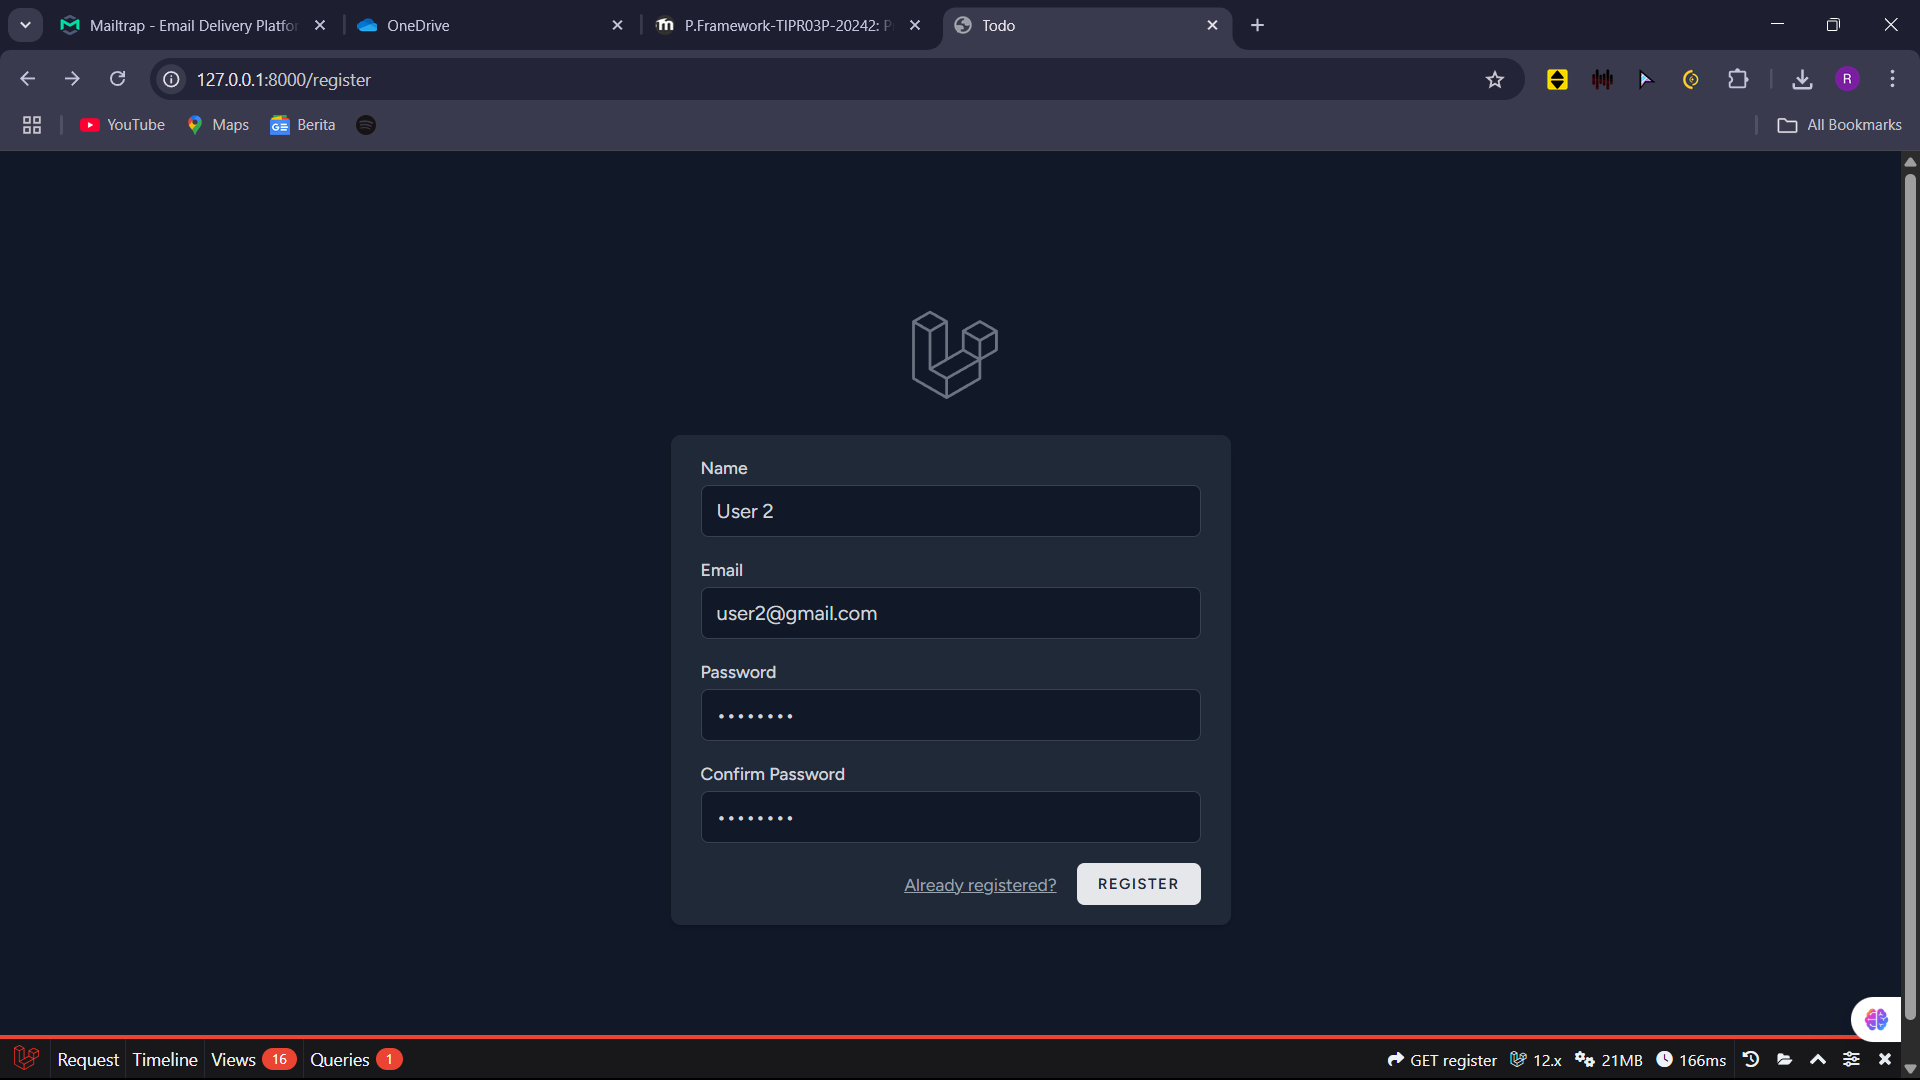 Mailtrap - Email Delivery Platfor
OneDrive
P.Framework-TIPR03P-20242: P
Todo
127.0.0.1:8000/register
R
YouTube
Maps
Berita
All Bookmarks
Name
User 2
Email
user2@gmail.com
Password
••••••••
Confirm Password
••••••••
Already registered?
REGISTER
Request Timeline Views 16 Queries 1
GET register 12.x 21MB 166ms